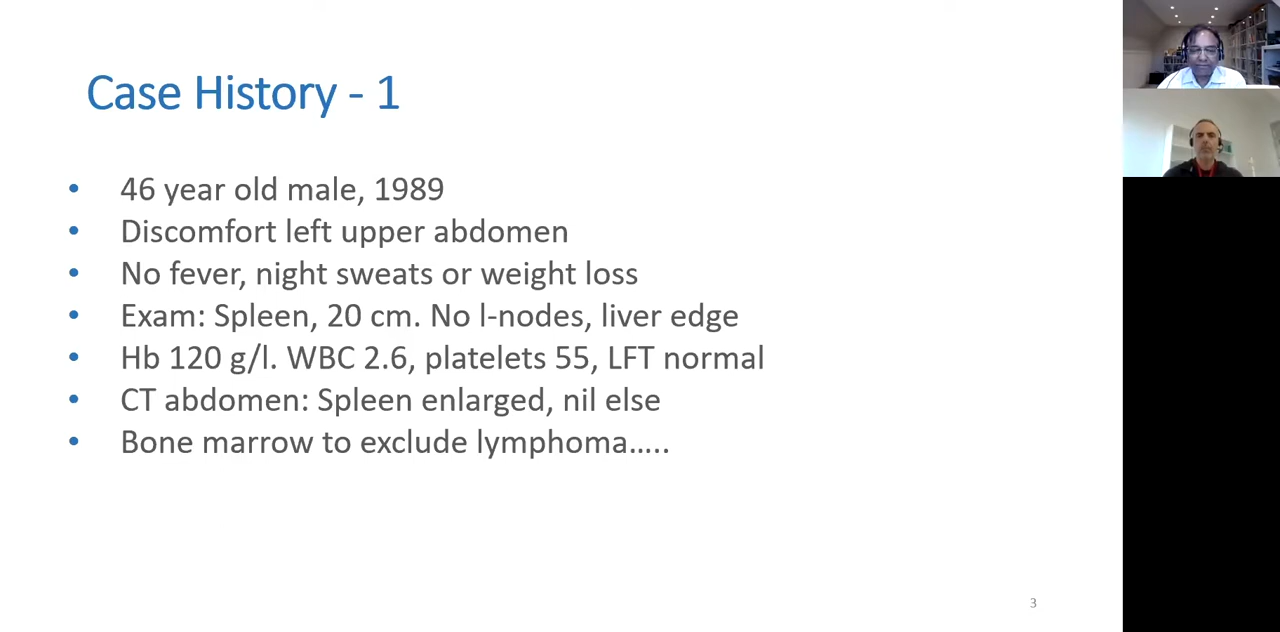 Case History - 1
• 46 year old male, 1989
• Discomfort left upper abdomen
• No fever, night sweats or weight loss
• Exam: Spleen, 20 cm. No l-nodes, liver edge
• Hb 120 g/l. WBC 2.6, platelets 55, LFT normal
• CT abdomen: Spleen enlarged, nil else
• Bone marrow to exclude lymphoma.....
3